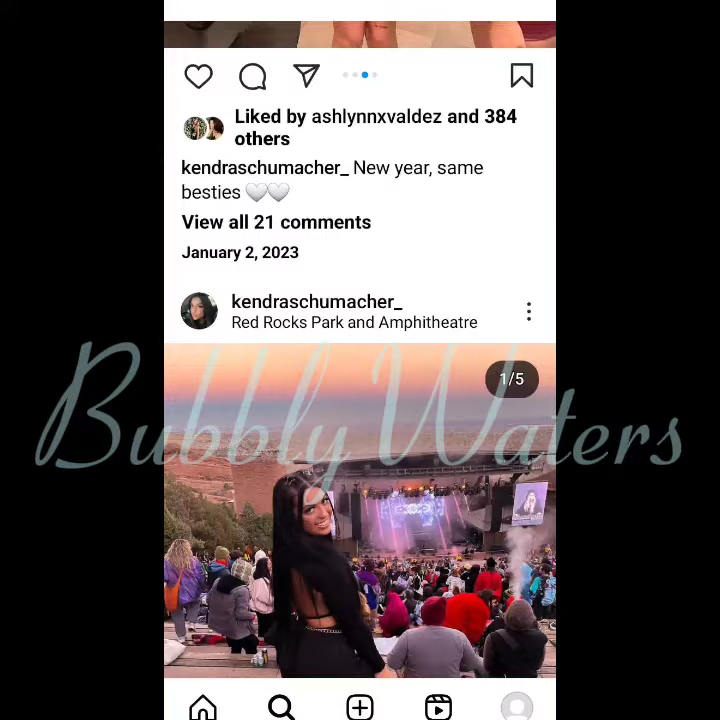 Liked by ashlynnxvaldez and 384
others
kendraschumacher_ New year, same
besties 🤍🤍
View all 21 comments
January 2, 2023
kendraschumacher_
Red Rocks Park and Amphitheatre
1/5
Bubbly Waters